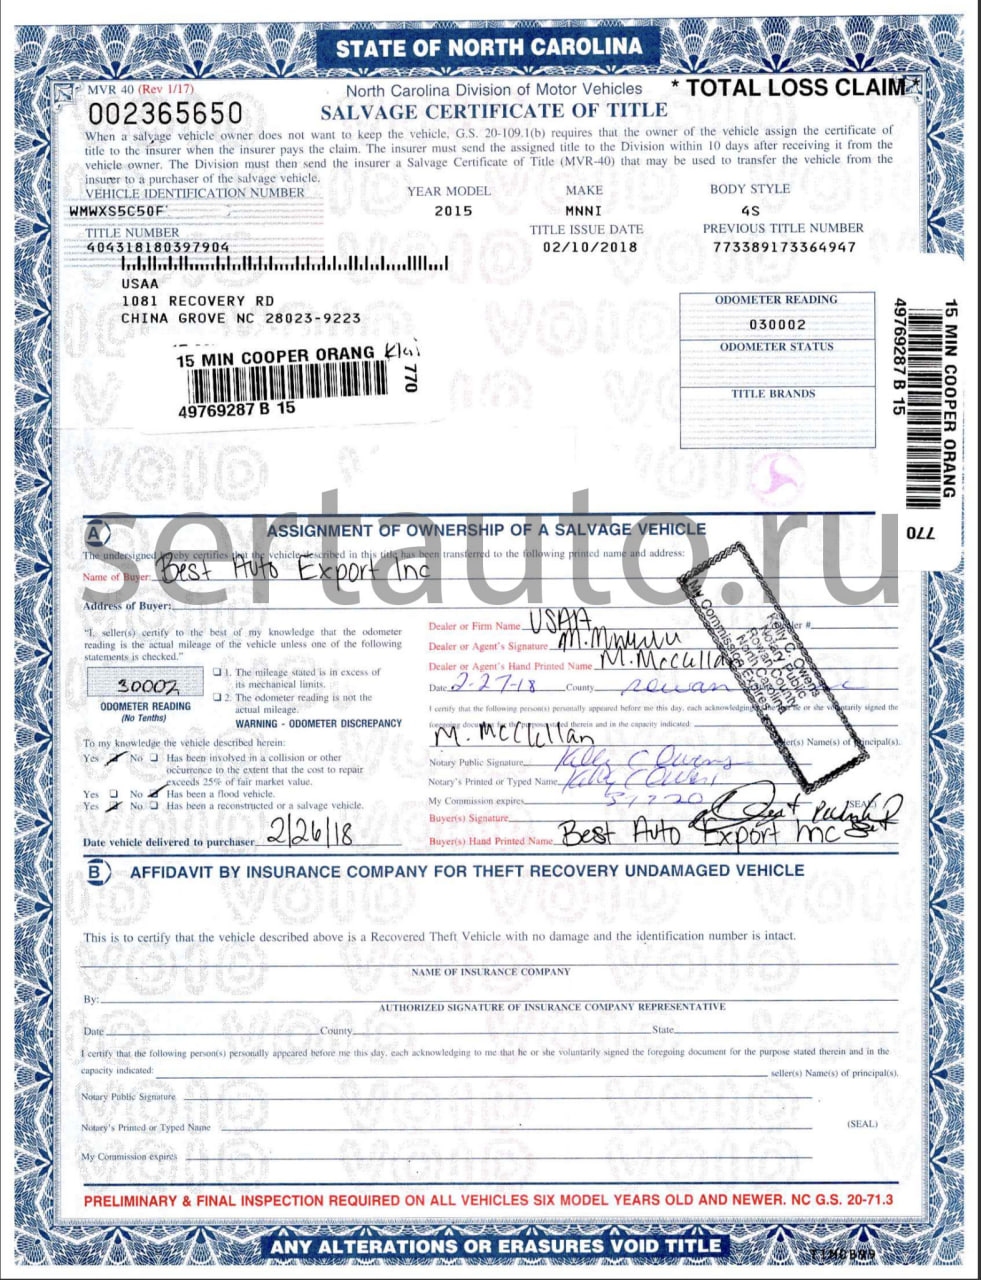 STATE OF NORTH CAROLINA
MVR 40 (Rev 1/17)
002365650
North Carolina Division of Motor Vehicles
SALVAGE CERTIFICATE OF TITLE
* TOTAL LOSS CLAIM *
When a salvage vehicle owner does not want to keep the vehicle, G.S. 20-109.1(b) requires that the owner of the vehicle assign the certificate of
title to the insurer when the insurer pays the claim. The insurer must send the assigned title to the Division within 10 days after receiving it from the
vehicle owner. The Division must then send the insurer a Salvage Certificate of Title (MVR-40) that may be used to transfer the vehicle from the
insurer to a purchaser of the salvage vehicle.
VEHICLE IDENTIFICATION NUMBER YEAR MODEL MAKE BODY STYLE
WMWXS5C50F 2015 MNNI 4S
TITLE NUMBER TITLE ISSUE DATE PREVIOUS TITLE NUMBER
404318180397904 02/10/2018 773389173364947
USAA
1081 RECOVERY RD
CHINA GROVE NC 28023-9223
ODOMETER READING
030002
ODOMETER STATUS
TITLE BRANDS
15 MIN COOPER ORANG
770
49769287 B 15
15 MIN COOPER ORANG
49769287 B 15
770
sertauto.ru
A ASSIGNMENT OF OWNERSHIP OF A SALVAGE VEHICLE
The undersigned hereby certifies that the vehicle described in this title has been transferred to the following printed name and address:
Name of Buyer: Best Auto Export Inc
Address of Buyer:
"I, seller(s) certify to the best of my knowledge that the odometer
reading is the actual mileage of the vehicle unless one of the following
statements is checked."
30002
ODOMETER READING
(No Tenths)
1. The mileage stated is in excess of
its mechanical limits.
2. The odometer reading is not the
actual mileage.
WARNING - ODOMETER DISCREPANCY
To my knowledge the vehicle described herein:
Yes No Has been involved in a collision or other
occurrence to the extent that the cost to repair
exceeds 25% of fair market value.
Yes No Has been a flood vehicle.
Yes No Has been a reconstructed or a salvage vehicle.
Date vehicle delivered to purchaser 2/26/18
Dealer or Firm Name USAA
Dealer or Agent's Signature
Dealer or Agent's Hand Printed Name M. McClellan
Date 2-27-18 County rowan
I certify that the following person(s) personally appeared before me this day, each acknowledging he or she voluntarily signed the
foregoing document for the purpose stated therein and in the capacity indicated:
M. McClellan Name(s) of principal(s).
Notary Public Signature Kelly C Owens
Notary's Printed or Typed Name Kelly C Owens
My Commission expires
(SEAL)
Buyer(s) Signature
Buyer(s) Hand Printed Name Best Auto Export Inc
Kelly C. Owens
Notary Public
Rowan County
North Carolina
My Commission Expires
B AFFIDAVIT BY INSURANCE COMPANY FOR THEFT RECOVERY UNDAMAGED VEHICLE
This is to certify that the vehicle described above is a Recovered Theft Vehicle with no damage and the identification number is intact.
NAME OF INSURANCE COMPANY
By:
AUTHORIZED SIGNATURE OF INSURANCE COMPANY REPRESENTATIVE
Date County State
I certify that the following person(s) personally appeared before me this day, each acknowledging to me that he or she voluntarily signed the foregoing document for the purpose stated therein and in the
capacity indicated: seller(s) Name(s) of principal(s).
Notary Public Signature
Notary's Printed or Typed Name (SEAL)
My Commission expires
PRELIMINARY & FINAL INSPECTION REQUIRED ON ALL VEHICLES SIX MODEL YEARS OLD AND NEWER. NC G.S. 20-71.3
ANY ALTERATIONS OR ERASURES VOID TITLE